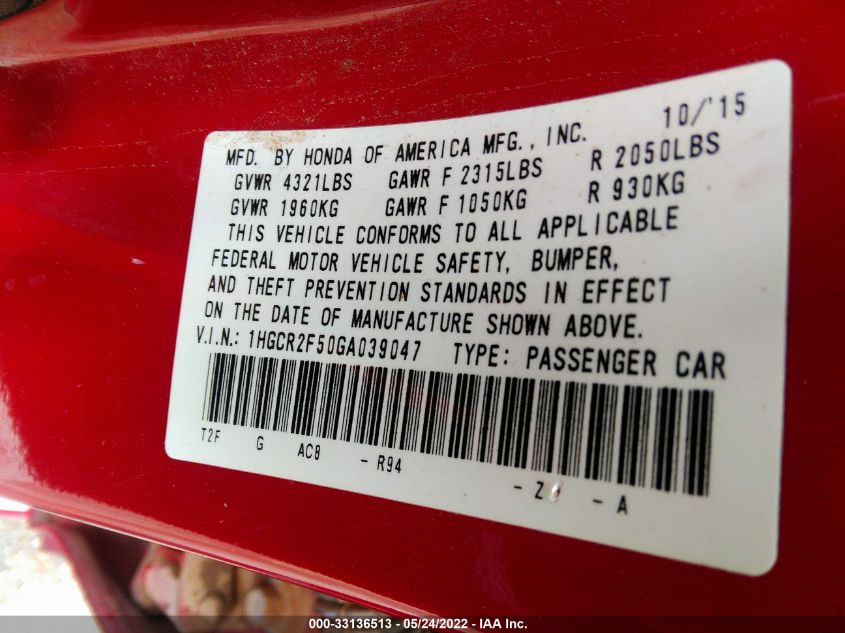 10/'15
MFD. BY HONDA OF AMERICA MFG., INC.
GVWR 4321LBS GAWR F 2315LBS R 2050LBS
GVWR 1960KG GAWR F 1050KG R 930KG
THIS VEHICLE CONFORMS TO ALL APPLICABLE
FEDERAL MOTOR VEHICLE SAFETY, BUMPER,
AND THEFT PREVENTION STANDARDS IN EFFECT
ON THE DATE OF MANUFACTURE SHOWN ABOVE.
V.I.N.: 1HGCR2F50GA039047 TYPE: PASSENGER CAR
T2F G AC8 - R94 - - A
000-33136513 - 05/24/2022 - IAA Inc.